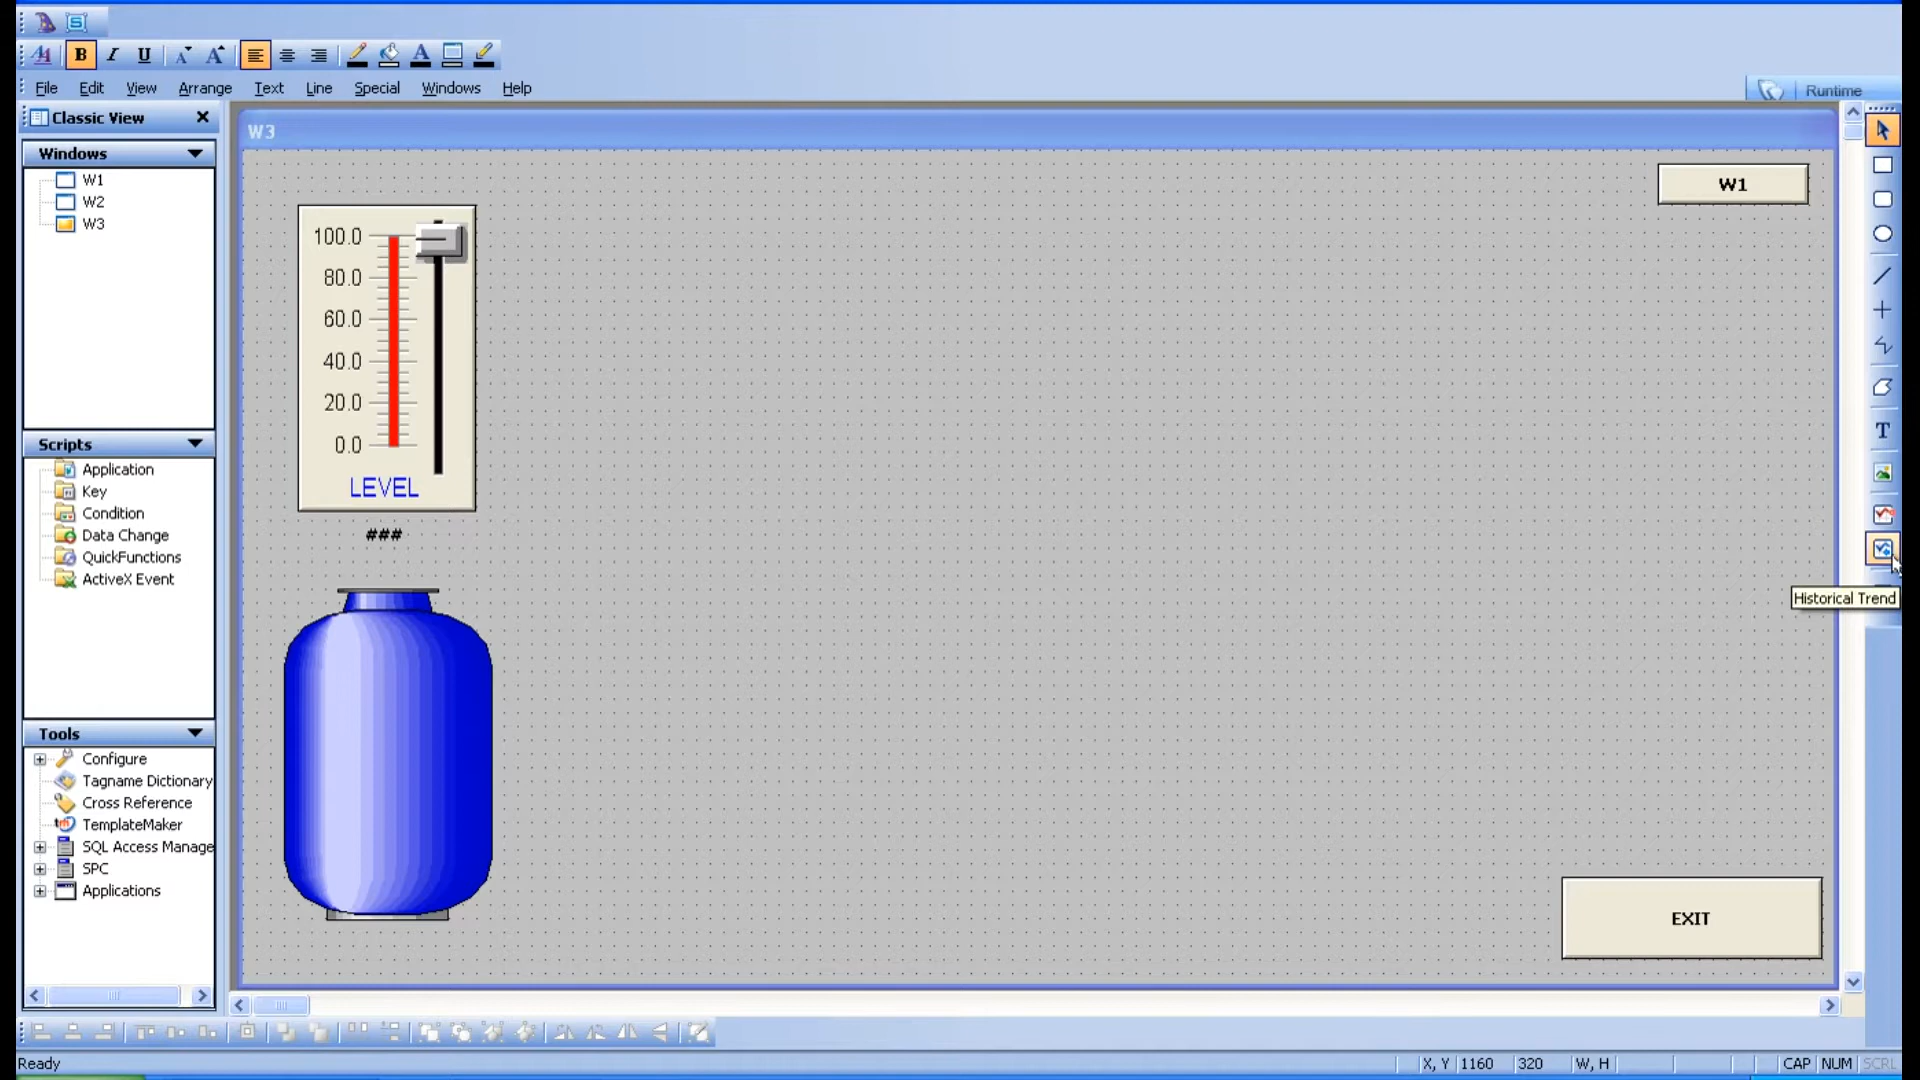 B I U A A A
File Edit View Arrange Text Line Special Windows Help
Runtime
Classic View
Windows
W1
W2
W3
Scripts
Application
Key
Condition
Data Change
QuickFunctions
ActiveX Event
Tools
Configure
Tagname Dictionary
Cross Reference
TemplateMaker
SQL Access Manage
SPC
Applications
W3
W1
100.0
80.0
60.0
40.0
20.0
0.0
LEVEL
###
EXIT
T
Historical Trend
Ready
X, Y 1160 320 W, H CAP NUM SCRL